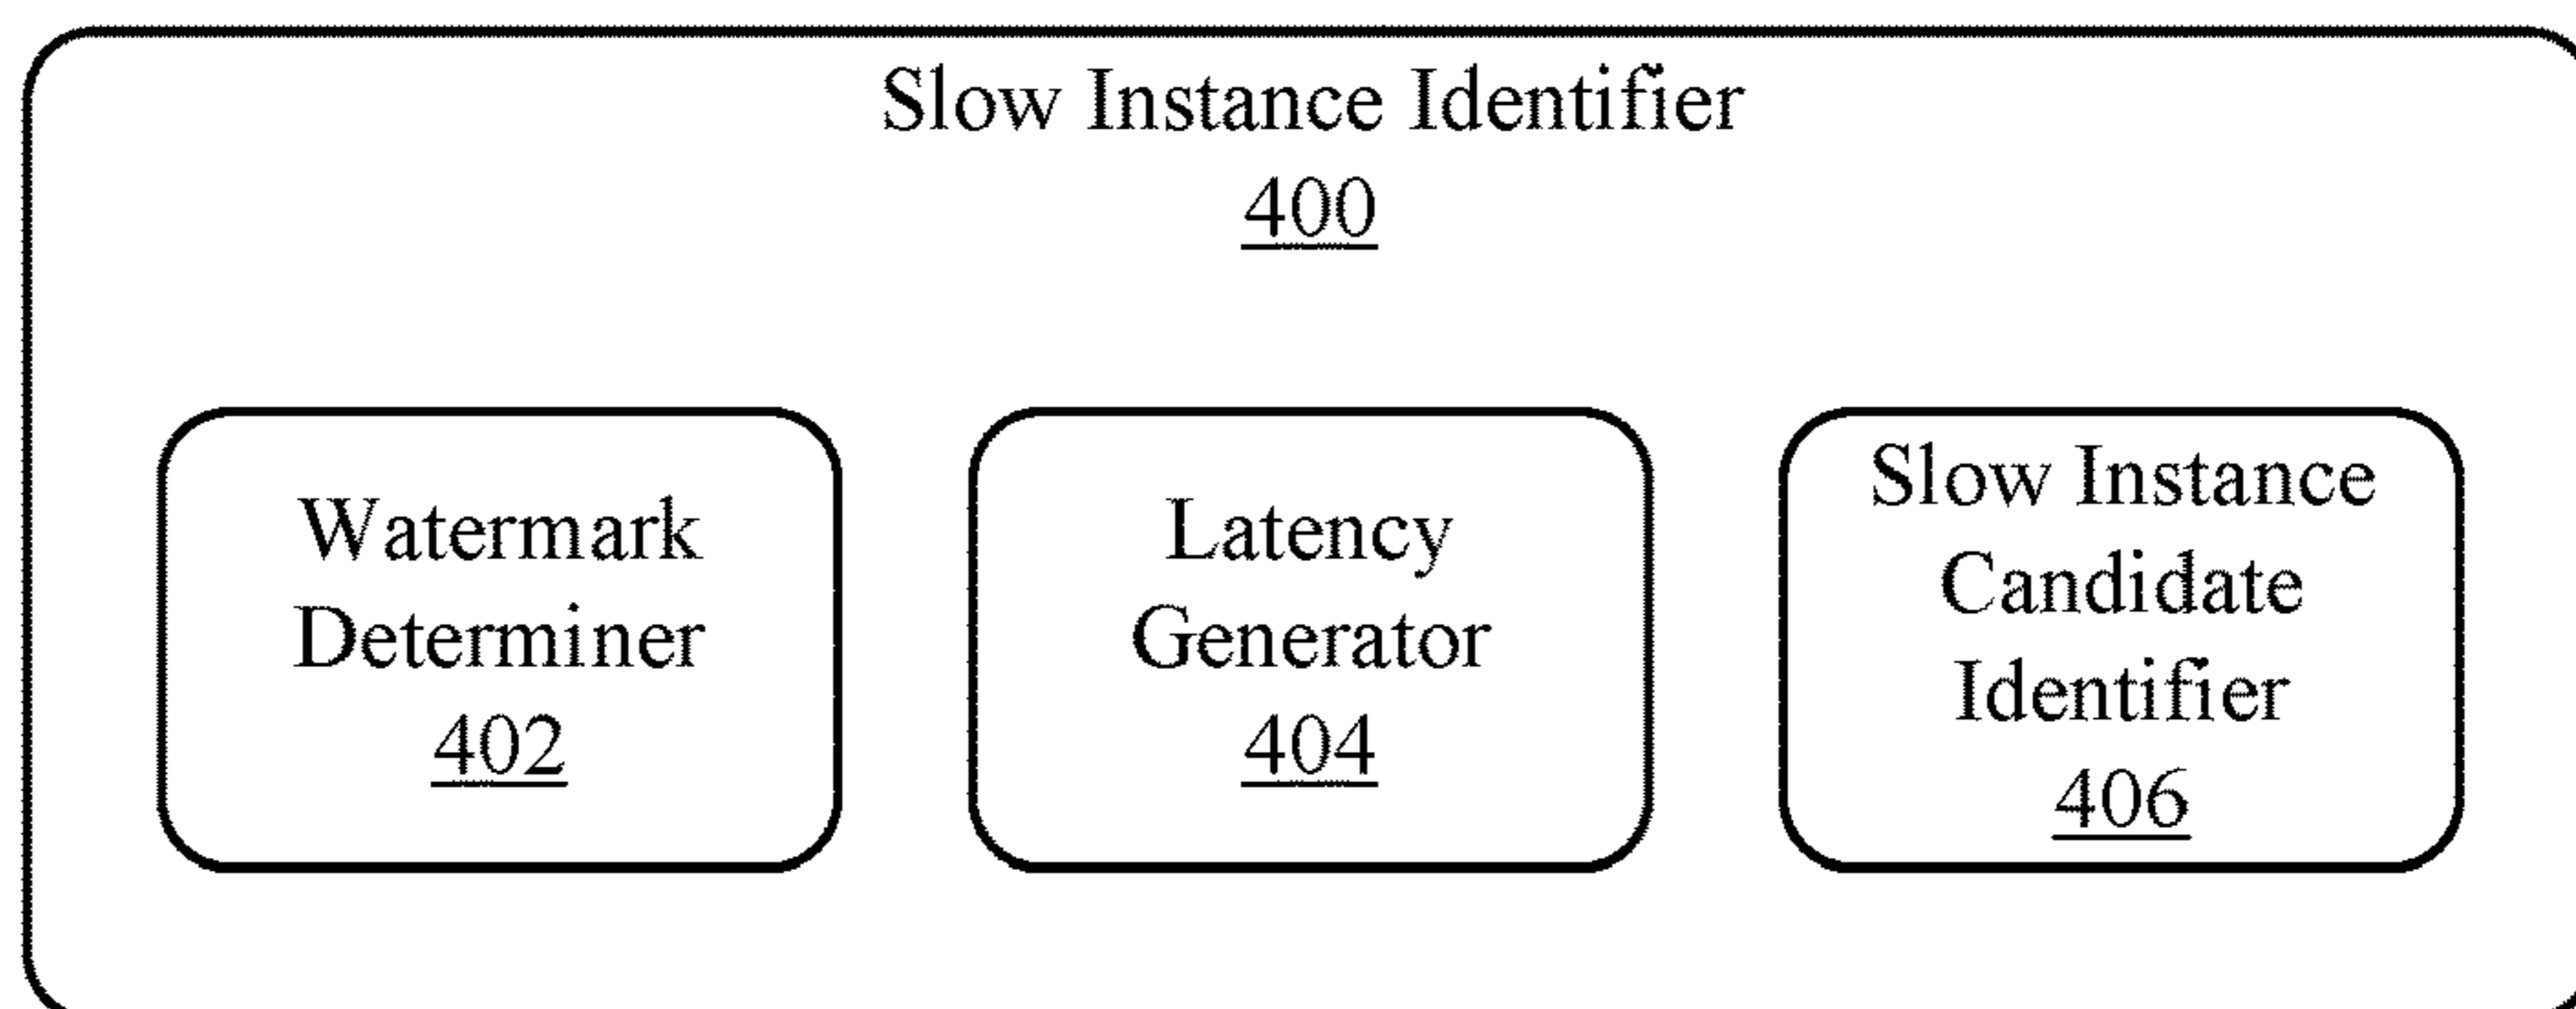 Slow Instance Identifier
400
Watermark
Determiner
402
Latency
Generator
404
Slow Instance
Candidate
Identifier
406